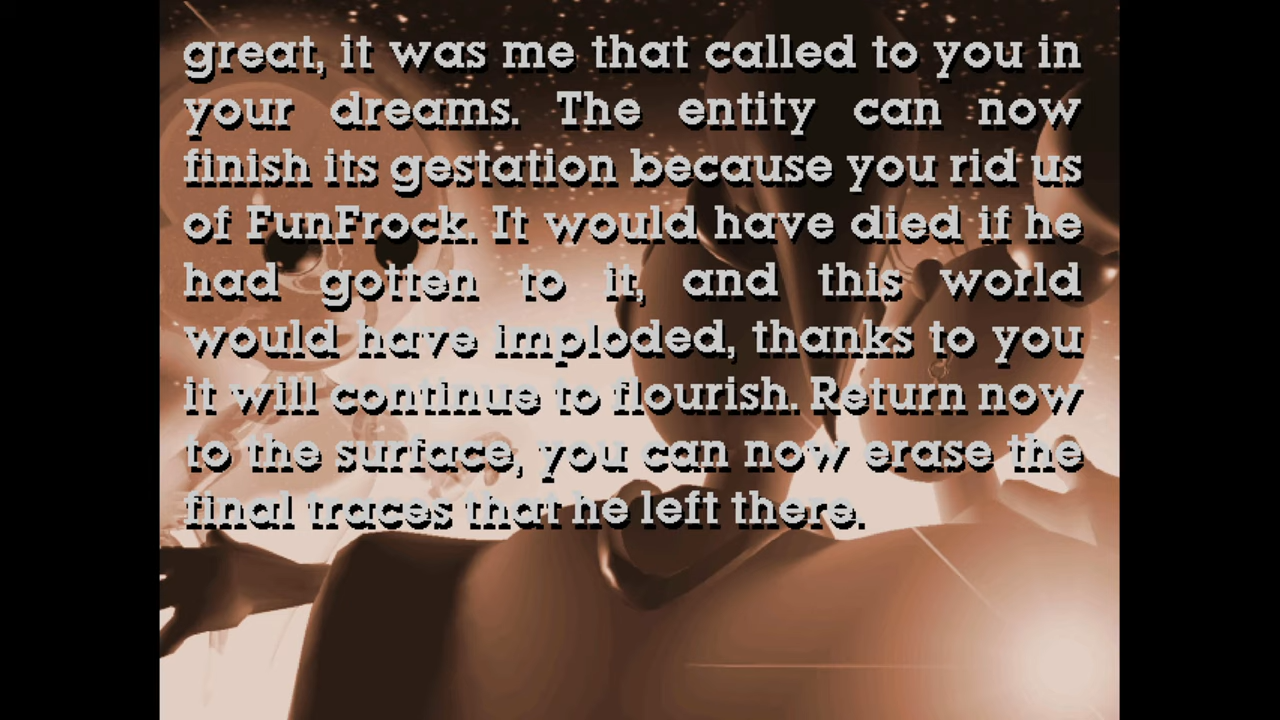 great, it was me that called to you in
your dreams. The entity can now
finish its gestation because you rid us
of FunFrock. It would have died if he
had gotten to it, and this world
would have imploded, thanks to you
it will continue to flourish. Return now
to the surface, you can now erase the
final traces that he left there.